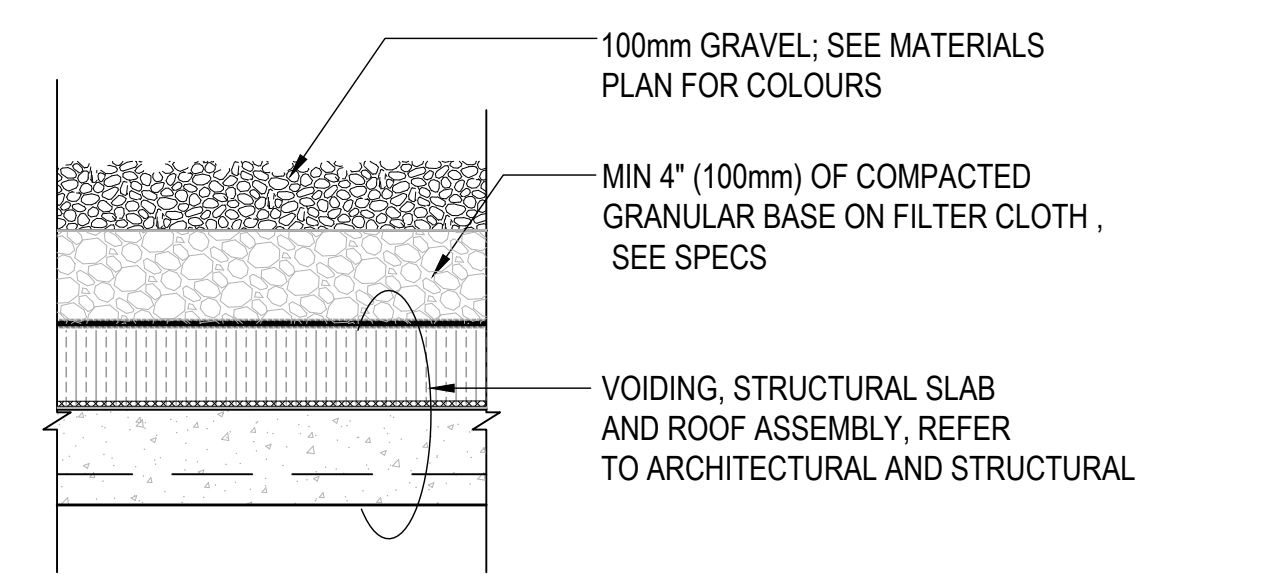 100mm GRAVEL; SEE MATERIALS
PLAN FOR COLOURS
MIN 4" (100mm) OF COMPACTED
GRANULAR BASE ON FILTER CLOTH ,
SEE SPECS
VOIDING, STRUCTURAL SLAB
AND ROOF ASSEMBLY, REFER
TO ARCHITECTURAL AND STRUCTURAL